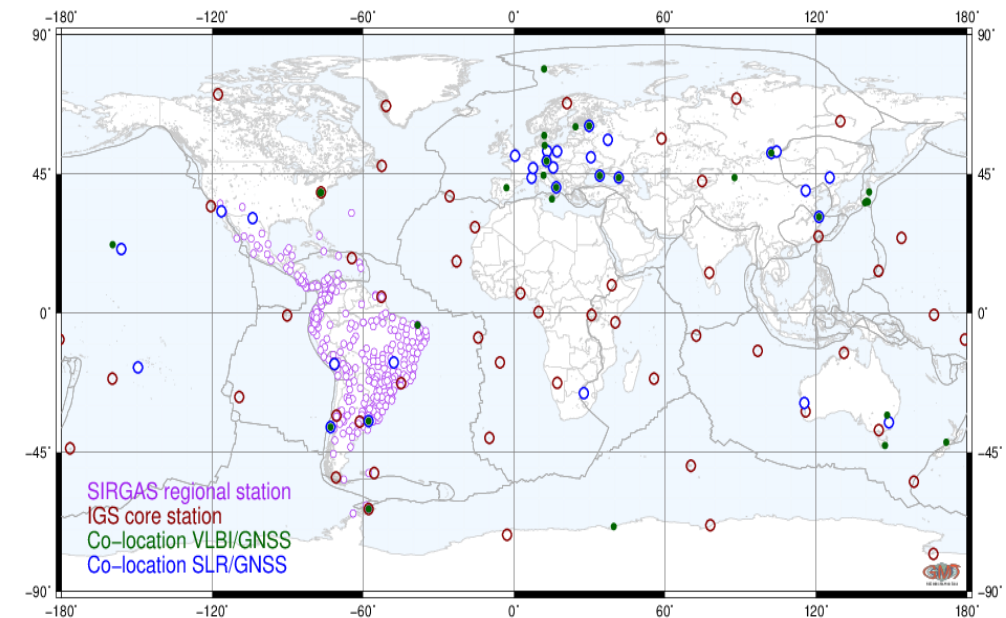 −180˚ −120˚ −60˚ 0˚ 60˚ 120˚ 180˚
90˚ 90˚
45˚ 45˚
0˚ 0˚
−45˚ −45˚
SIRGAS regional station
IGS core station
Co−location VLBI/GNSS
Co−location SLR/GNSS
−90˚ −90˚
−180˚ −120˚ −60˚ 0˚ 60˚ 120˚ 180˚